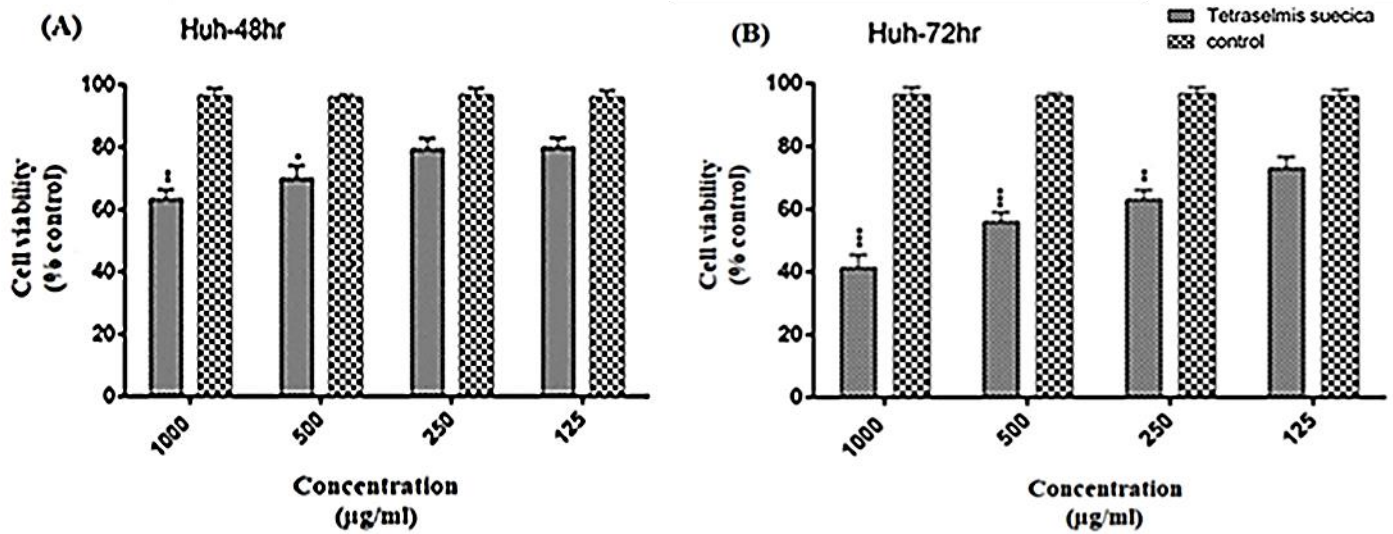 (A) Huh-48hr
100
80
60
40
20
0
Cell viability
(% control)
1000 500 250 125
Concentration
(µg/ml)
(B) Huh-72hr
Tetraselmis suecica
control
100
80
60
40
20
0
Cell viability
(% control)
1000 500 250 125
Concentration
(µg/ml)